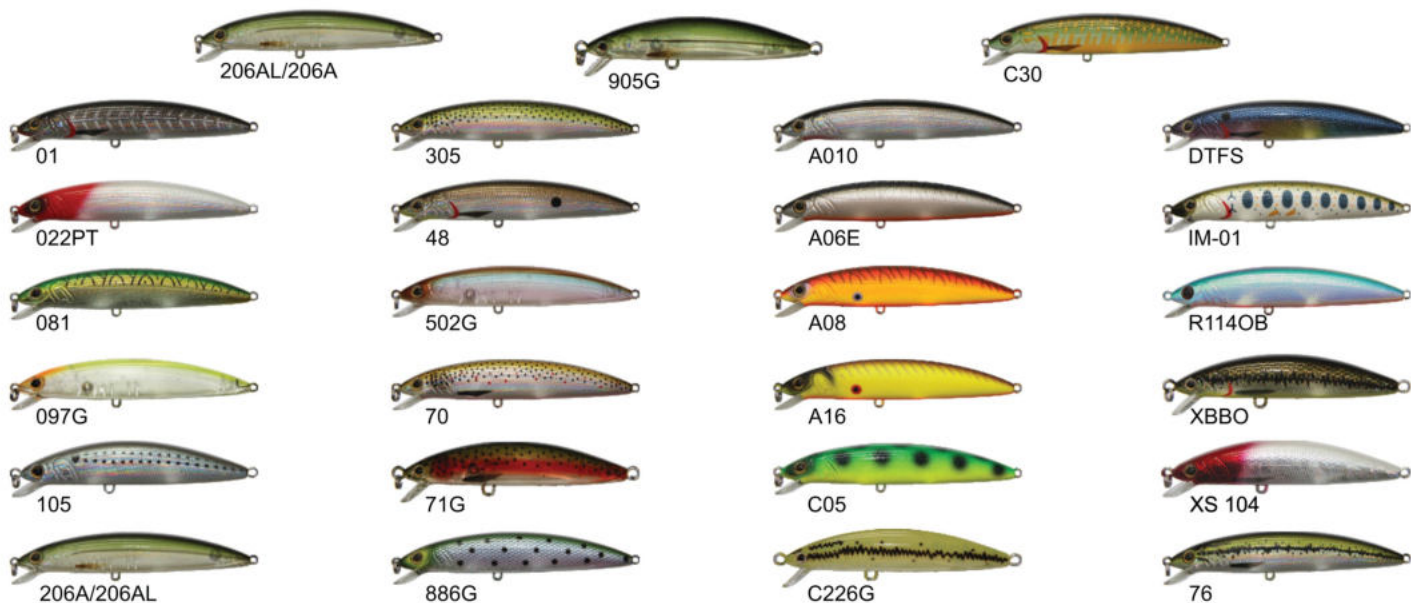 206AL/206A
905G
C30
01
305
A010
DTFS
022PT
48
A06E
IM-01
081
502G
A08
R114OB
097G
70
A16
XBBO
105
71G
C05
XS 104
206A/206AL
886G
C226G
76